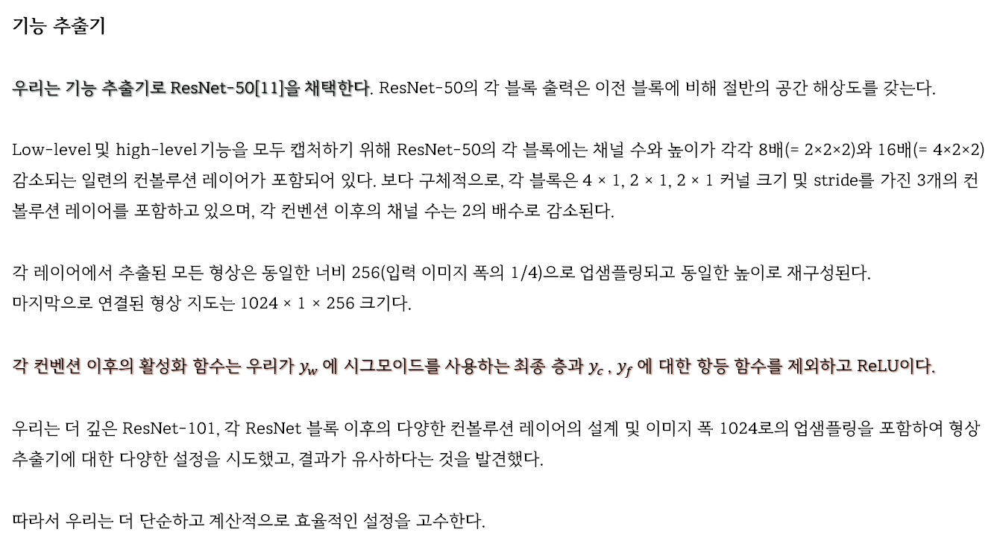 기능 추출기
우리는 기능 추출기로 ResNet-50[11]을 채택한다. ResNet-50의 각 블록 출력은 이전 블록에 비해 절반의 공간 해상도를 갖는다.
Low-level 및 high-level 기능을 모두 캡처하기 위해 ResNet-50의 각 블록에는 채널 수와 높이가 각각 8배(= 2×2×2)와 16배(= 4×2×2)
감소되는 일련의 컨볼루션 레이어가 포함되어 있다. 보다 구체적으로, 각 블록은 4 × 1, 2 × 1, 2 × 1 커널 크기 및 stride를 가진 3개의 컨
볼루션 레이어를 포함하고 있으며, 각 컨벤션 이후의 채널 수는 2의 배수로 감소된다.
각 레이어에서 추출된 모든 형상은 동일한 너비 256(입력 이미지 폭의 1/4)으로 업샘플링되고 동일한 높이로 재구성된다.
마지막으로 연결된 형상 지도는 1024 × 1 × 256 크기다.
각 컨벤션 이후의 활성화 함수는 우리가 y_w 에 시그모이드를 사용하는 최종 층과 y_c , y_f 에 대한 항등 함수를 제외하고 ReLU이다.
우리는 더 깊은 ResNet-101, 각 ResNet 블록 이후의 다양한 컨볼루션 레이어의 설계 및 이미지 폭 1024로의 업샘플링을 포함하여 형상
추출기에 대한 다양한 설정을 시도했고, 결과가 유사하다는 것을 발견했다.
따라서 우리는 더 단순하고 계산적으로 효율적인 설정을 고수한다.